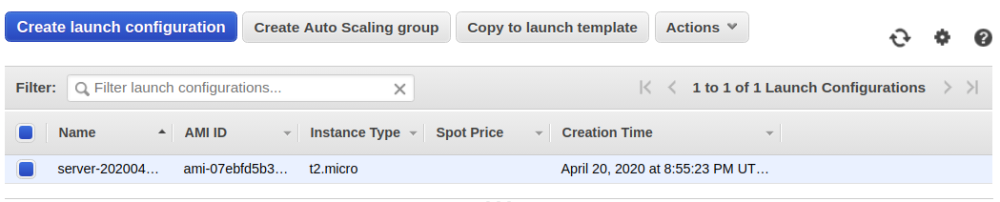 Create launch configuration Create Auto Scaling group Copy to launch template Actions
Filter: Filter launch configurations... 1 to 1 of 1 Launch Configurations
Name AMI ID Instance Type Spot Price Creation Time
server-202004... ami-07ebfd5b3... t2.micro April 20, 2020 at 8:55:23 PM UT...